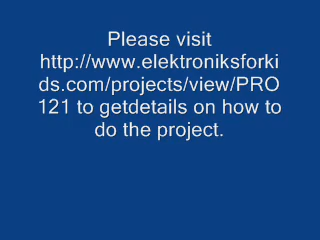 Please visit
http://www.elektroniksforki
ds.com/projects/view/PRO
121 to getdetails on how to
do the project.